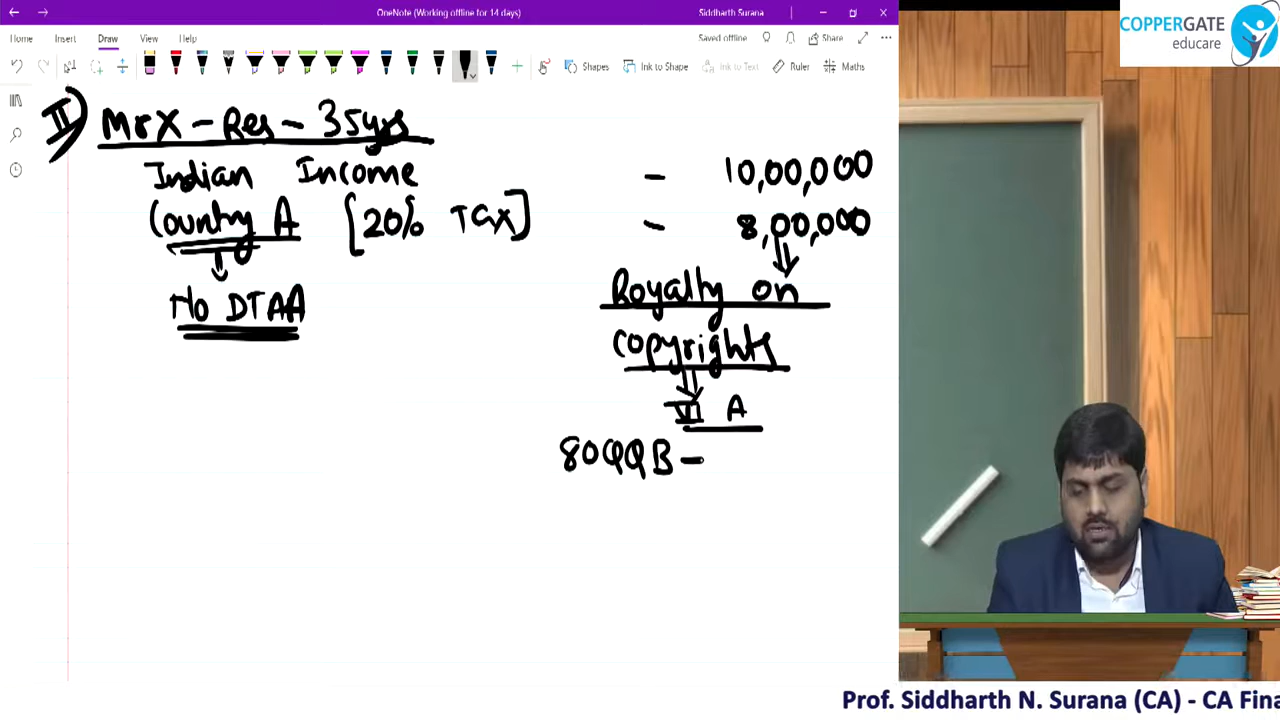 OneNote (Working offline for 14 days)
Siddharth Surana
COPPERGATE
educare
Home Insert Draw View Help
Saved offline
Share
Shapes
Ink to Shape
Ink to Text
Ruler
Maths
II) Mr X - Res - 35yrs
Indian Income - 10,00,000
Country A [20% Tax] - 8,00,000
No DTAA
Royalty on
copyrights
VI A
80QQB -
Prof. Siddharth N. Surana (CA) - CA Fina